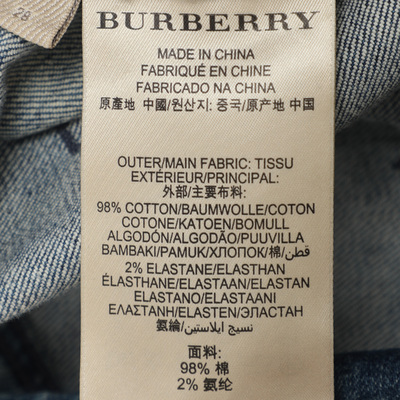 28
BURBERRY
MADE IN CHINA
FABRIQUÉ EN CHINE
FABRICADO NA CHINA
原產地 中國/원산지: 중국/原产地 中国
OUTER/MAIN FABRIC: TISSU
EXTÉRIEUR/PRINCIPAL:
外部/主要布料:
98% COTTON/BAUMWOLLE/COTON
COTONE/KATOEN/BOMULL
ALGODÓN/ALGODÃO/PUUVILLA
ΒΑΜΒΑΚΙ/PAMUK/ХЛОПОК/棉/قطن
2% ELASTANE/ELASTHAN
ÉLASTHANE/ELASTAAN/ELASTAN
ELASTANO/ELASTAANI
ΕΛΑΣΤΑΝΗ/ELASTEN/ЭЛАСТАН
氨綸/نسيج ايلاستين
面料:
98% 棉
2% 氨纶